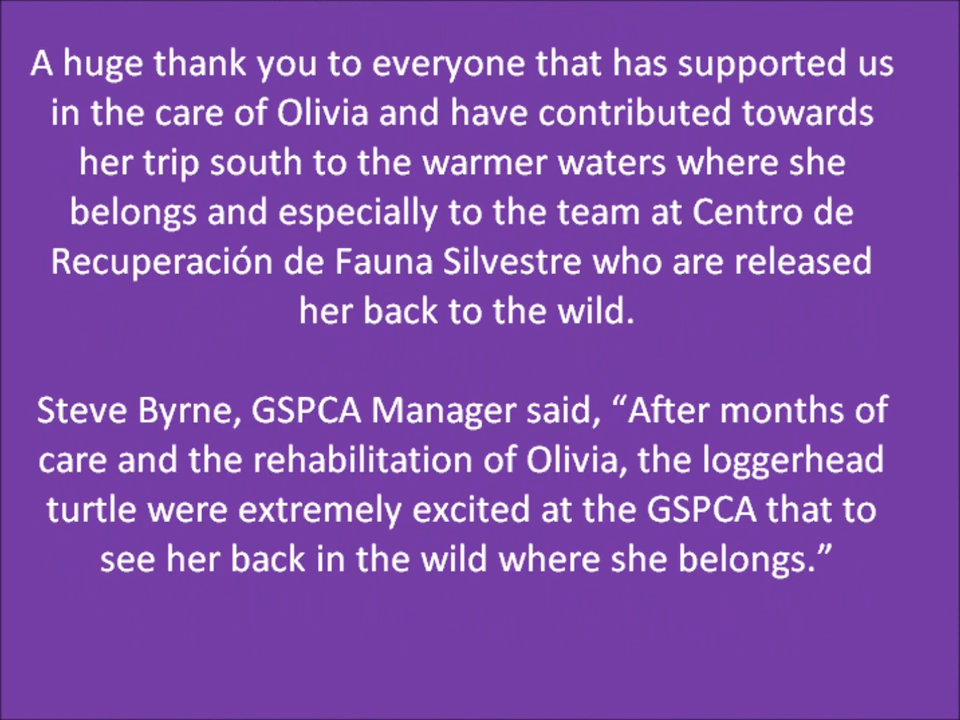 A huge thank you to everyone that has supported us
in the care of Olivia and have contributed towards
her trip south to the warmer waters where she
belongs and especially to the team at Centro de
Recuperación de Fauna Silvestre who are released
her back to the wild.
Steve Byrne, GSPCA Manager said, “After months of
care and the rehabilitation of Olivia, the loggerhead
turtle were extremely excited at the GSPCA that to
see her back in the wild where she belongs.”